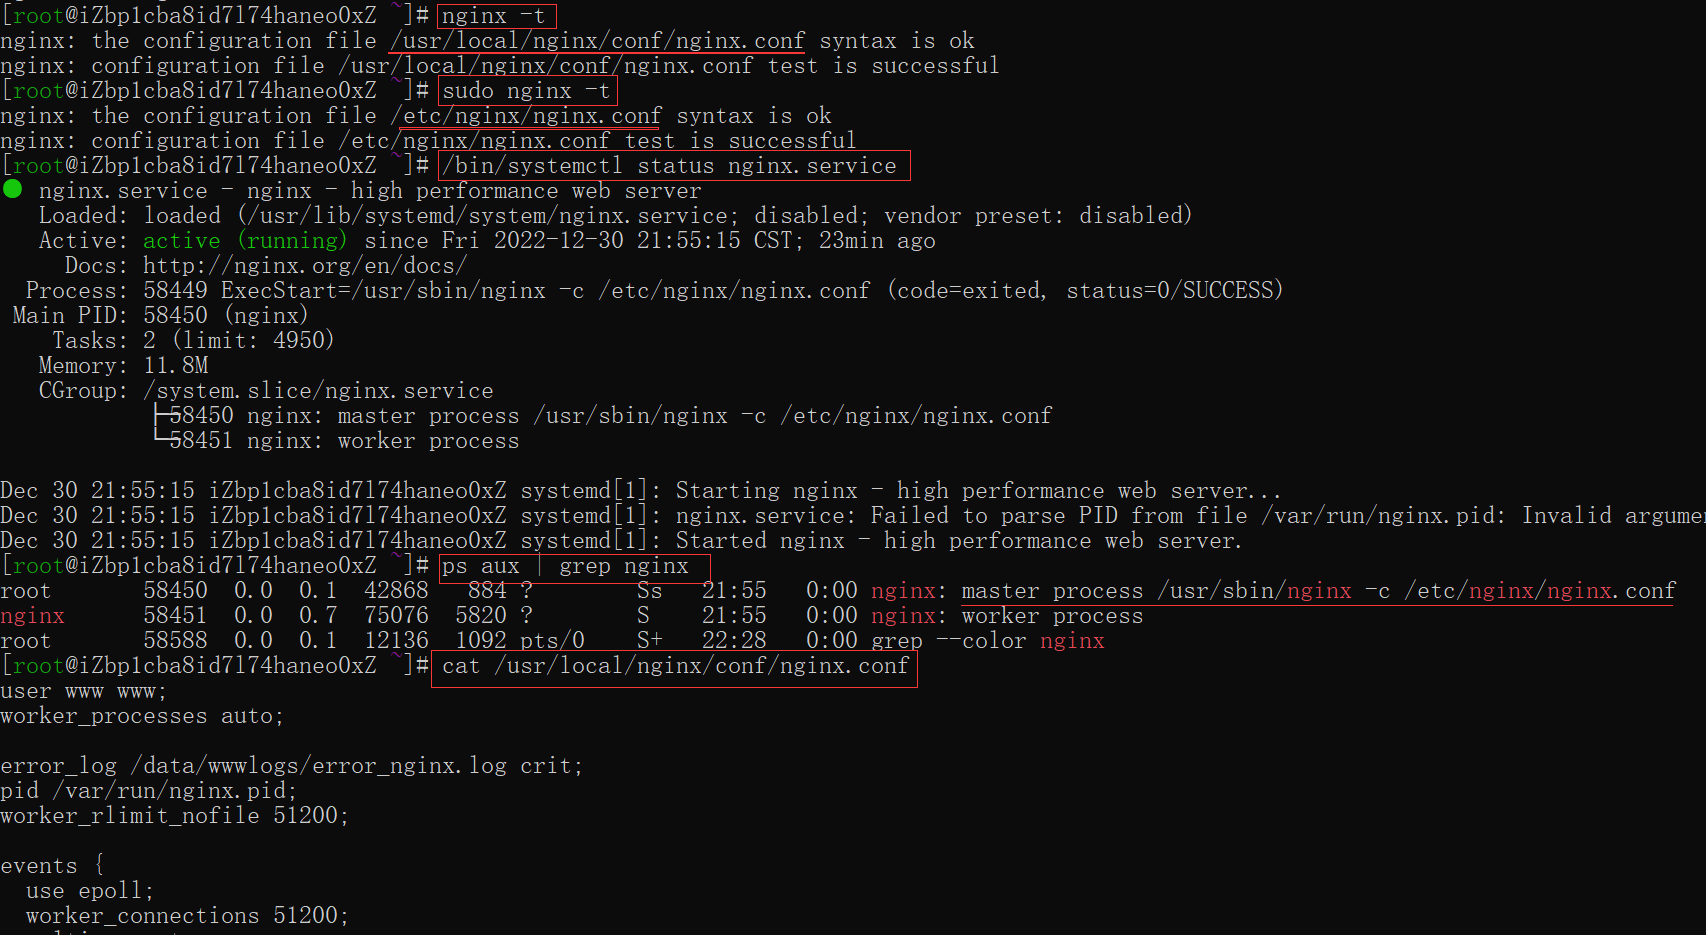 [root@iZbp1cba8id7l74haneo0xZ ~]# nginx -t
nginx: the configuration file /usr/local/nginx/conf/nginx.conf syntax is ok
nginx: configuration file /usr/local/nginx/conf/nginx.conf test is successful
[root@iZbp1cba8id7l74haneo0xZ ~]# sudo nginx -t
nginx: the configuration file /etc/nginx/nginx.conf syntax is ok
nginx: configuration file /etc/nginx/nginx.conf test is successful
[root@iZbp1cba8id7l74haneo0xZ ~]# /bin/systemctl status nginx.service
● nginx.service - nginx - high performance web server
   Loaded: loaded (/usr/lib/systemd/system/nginx.service; disabled; vendor preset: disabled)
   Active: active (running) since Fri 2022-12-30 21:55:15 CST; 23min ago
     Docs: http://nginx.org/en/docs/
  Process: 58449 ExecStart=/usr/sbin/nginx -c /etc/nginx/nginx.conf (code=exited, status=0/SUCCESS)
 Main PID: 58450 (nginx)
    Tasks: 2 (limit: 4950)
   Memory: 11.8M
   CGroup: /system.slice/nginx.service
           ├─58450 nginx: master process /usr/sbin/nginx -c /etc/nginx/nginx.conf
           └─58451 nginx: worker process
Dec 30 21:55:15 iZbp1cba8id7l74haneo0xZ systemd[1]: Starting nginx - high performance web server...
Dec 30 21:55:15 iZbp1cba8id7l74haneo0xZ systemd[1]: nginx.service: Failed to parse PID from file /var/run/nginx.pid: Invalid
Dec 30 21:55:15 iZbp1cba8id7l74haneo0xZ systemd[1]: Started nginx - high performance web server.
[root@iZbp1cba8id7l74haneo0xZ ~]# ps aux | grep nginx
root       58450  0.0  0.1  42868   884 ?        Ss   21:55   0:00 nginx: master process /usr/sbin/nginx -c /etc/nginx/nginx.conf
nginx      58451  0.0  0.7  75076  5820 ?        S    21:55   0:00 nginx: worker process
root       58588  0.0  0.1  12136  1092 pts/0    S+   22:28   0:00 grep --color nginx
[root@iZbp1cba8id7l74haneo0xZ ~]# cat /usr/local/nginx/conf/nginx.conf
user www www;
worker_processes auto;
error_log /data/wwwlogs/error_nginx.log crit;
pid /var/run/nginx.pid;
worker_rlimit_nofile 51200;
events {
  use epoll;
  worker_connections 51200;